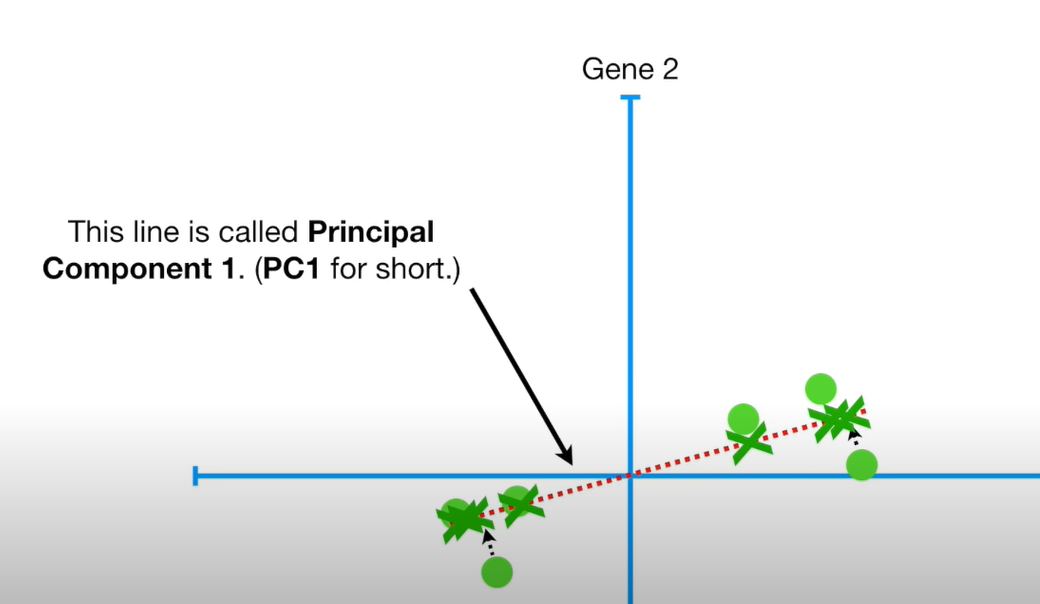 Gene 2
This line is called Principal
Component 1. (PC1 for short.)